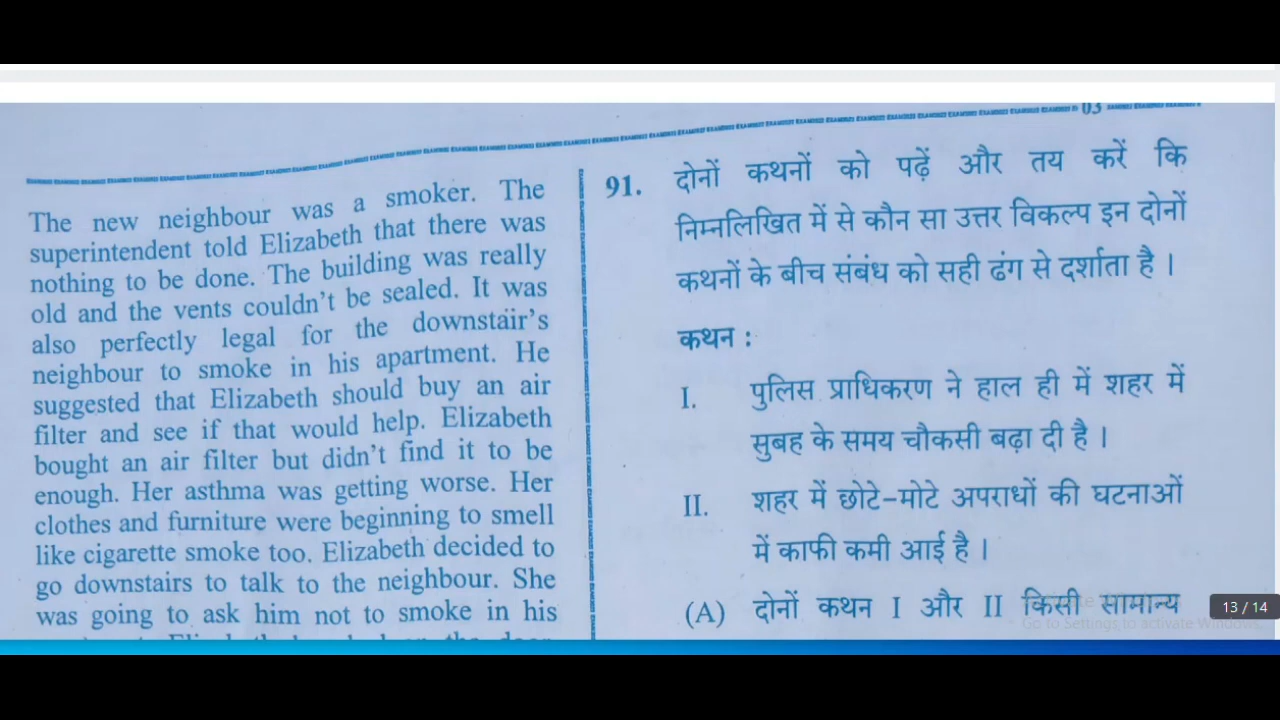 03
The new neighbour was a smoker. The
superintendent told Elizabeth that there was
nothing to be done. The building was really
old and the vents couldn't be sealed. It was
also perfectly legal for the downstair's
neighbour to smoke in his apartment. He
suggested that Elizabeth should buy an air
filter and see if that would help. Elizabeth
bought an air filter but didn't find it to be
enough. Her asthma was getting worse. Her
clothes and furniture were beginning to smell
like cigarette smoke too. Elizabeth decided to
go downstairs to talk to the neighbour. She
was going to ask him not to smoke in his
91. दोनों कथनों को पढ़ें और तय करें कि
निम्नलिखित में से कौन सा उत्तर विकल्प इन दोनों
कथनों के बीच संबंध को सही ढंग से दर्शाता है ।
कथन :
I. पुलिस प्राधिकरण ने हाल ही में शहर में
सुबह के समय चौकसी बढ़ा दी है ।
II. शहर में छोटे-मोटे अपराधों की घटनाओं
में काफी कमी आई है ।
(A) दोनों कथन I और II किसी सामान्य
13 / 14
Go to Settings to activate Windows.